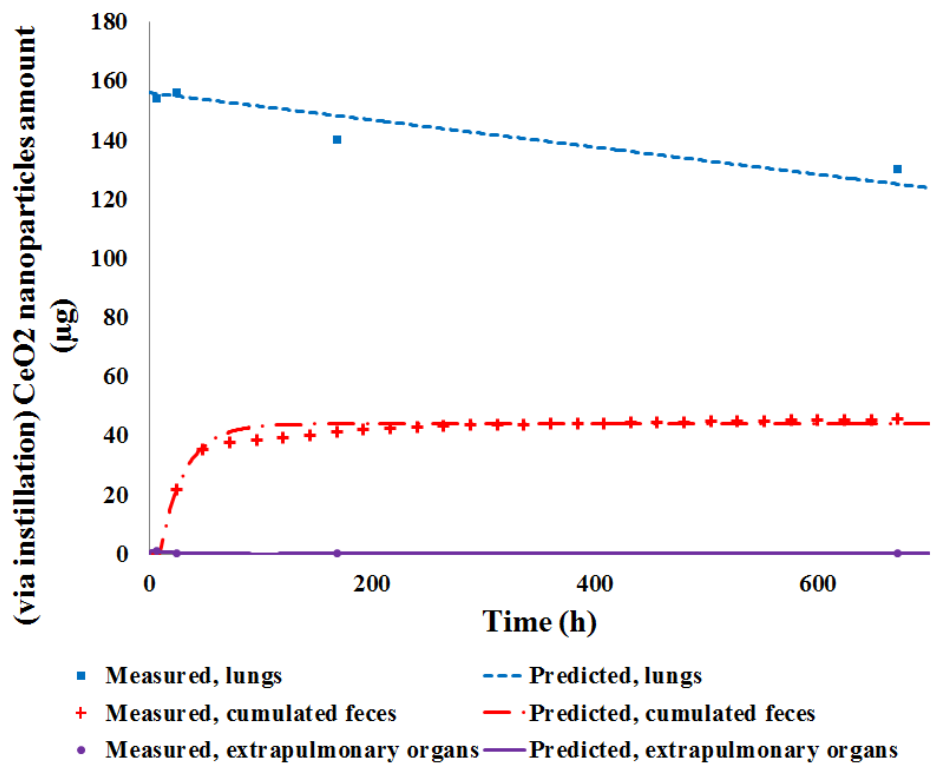 180
160
140
120
100
80
60
40
20
0
(via instillation) CeO2 nanoparticles amount
(µg)
0 200 400 600
Time (h)
Measured, lungs Predicted, lungs
Measured, cumulated feces Predicted, cumulated feces
Measured, extrapulmonary organs Predicted, extrapulmonary organs